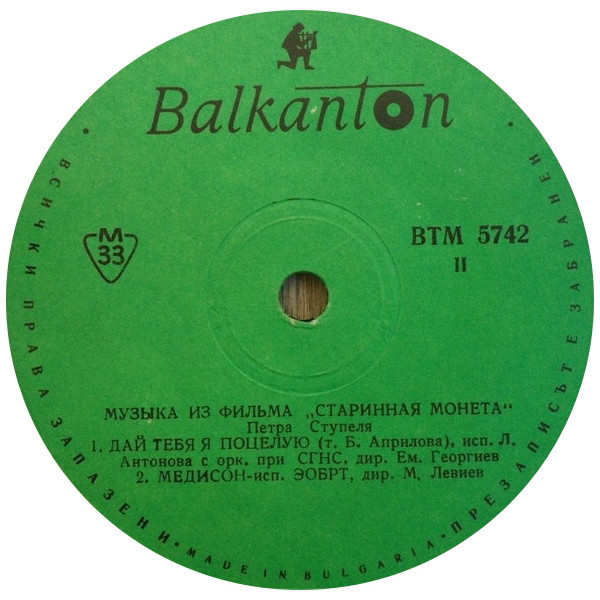 Balkanton
М
33
ВТМ 5742
II
МУЗЫКА ИЗ ФИЛЬМА „СТАРИННАЯ МОНЕТА“
Петра Ступеля
1. ДАЙ ТЕБЯ Я ПОЦЕЛУЮ (т. Б. Априлова), исп. Л.
Антонова с орк. при СГНС, дир. Ем. Георгиев
2. МЕДИСОН-исп. ЭОБРТ, дир. М. Левиев
• ВСИЧКИ ПРАВА ЗАПАЗЕНИ • MADE IN BULGARIA • ПРЕЗАПИСЪТ Е ЗАБРАНЕН •